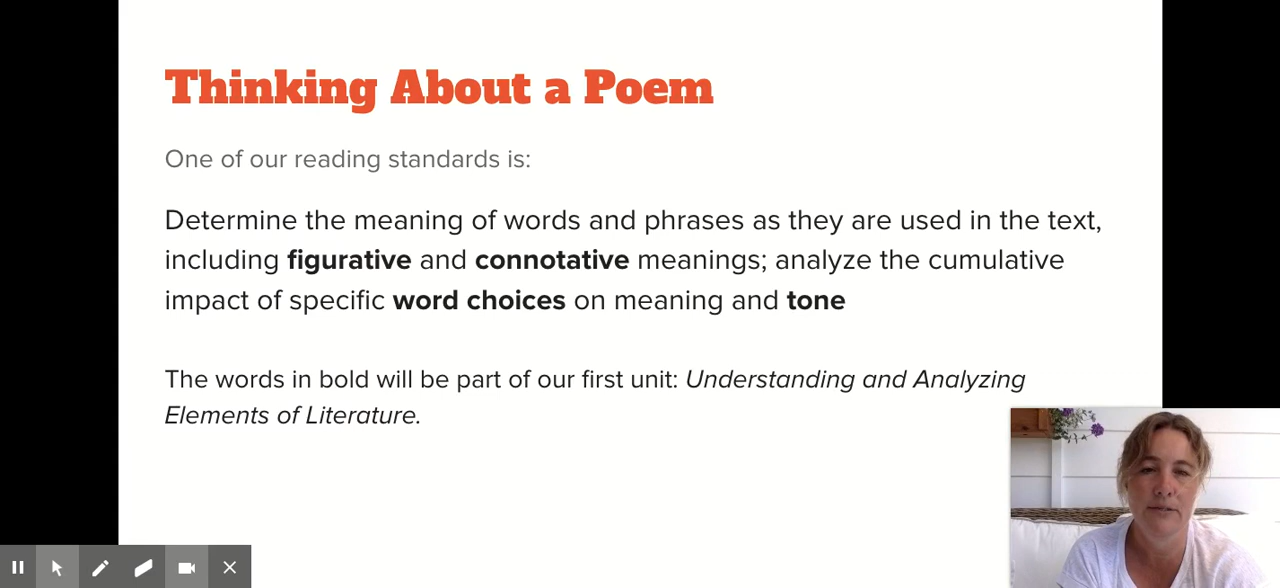 Thinking About a Poem
One of our reading standards is:
Determine the meaning of words and phrases as they are used in the text,
including figurative and connotative meanings; analyze the cumulative
impact of specific word choices on meaning and tone
The words in bold will be part of our first unit: Understanding and Analyzing
Elements of Literature.